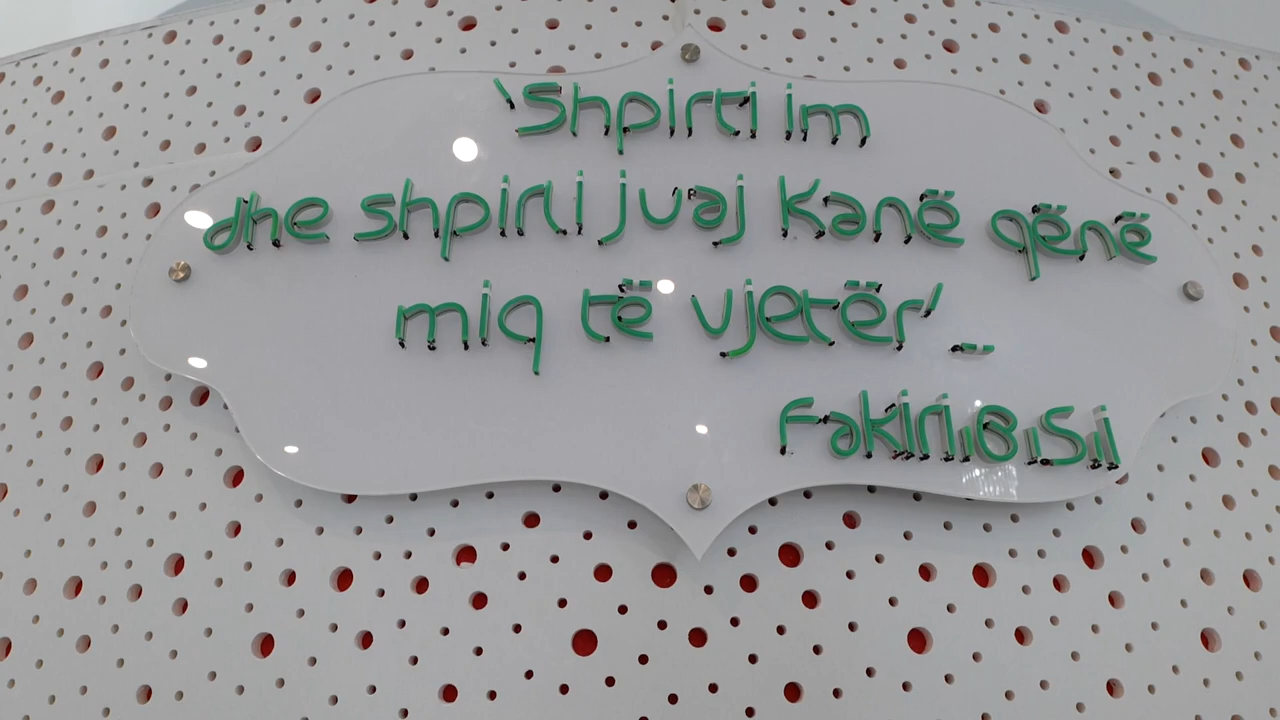 'Shpirti im
dhe shpirti juaj kanë qënë
miq të vjetër' _
Fakiri.B.I.S.I